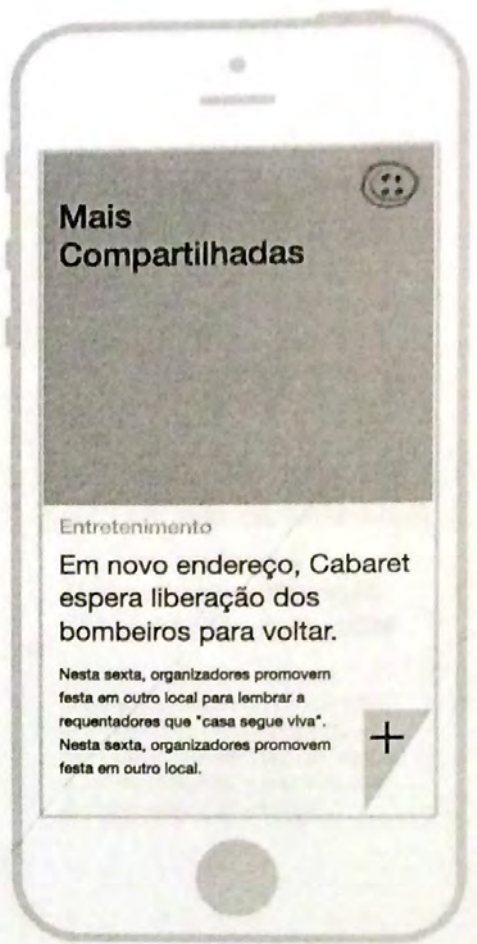 Mais
Compartilhadas
Entretenimento
Em novo endereço, Cabaret
espera liberação dos
bombeiros para voltar.
Nesta sexta, organizadores promovem
festa em outro local para lembrar a
requentadores que "casa segue viva".
Nesta sexta, organizadores promovem
festa em outro local.
+